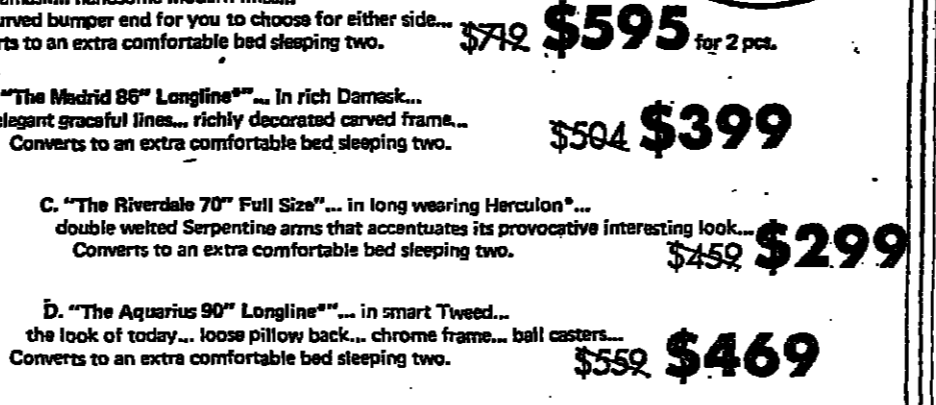 urved bumper end for you to choose for either side... $712 $595 for 2 pcs.
rts to an extra comfortable bed sleeping two.
"The Madrid 86" Longline*"... in rich Damask...
elegant graceful lines... richly decorated carved frame...
$504 $399
Converts to an extra comfortable bed sleeping two.
C. "The Riverdale 70" Full Size"... in long wearing Herculon*...
double welted Serpentine arms that accentuates its provocative interesting look...
Converts to an extra comfortable bed sleeping two. $459 $299
D. "The Aquarius 90" Longline*"... in smart Tweed...
the look of today... loose pillow back... chrome frame... ball casters...
Converts to an extra comfortable bed sleeping two. $559 $469